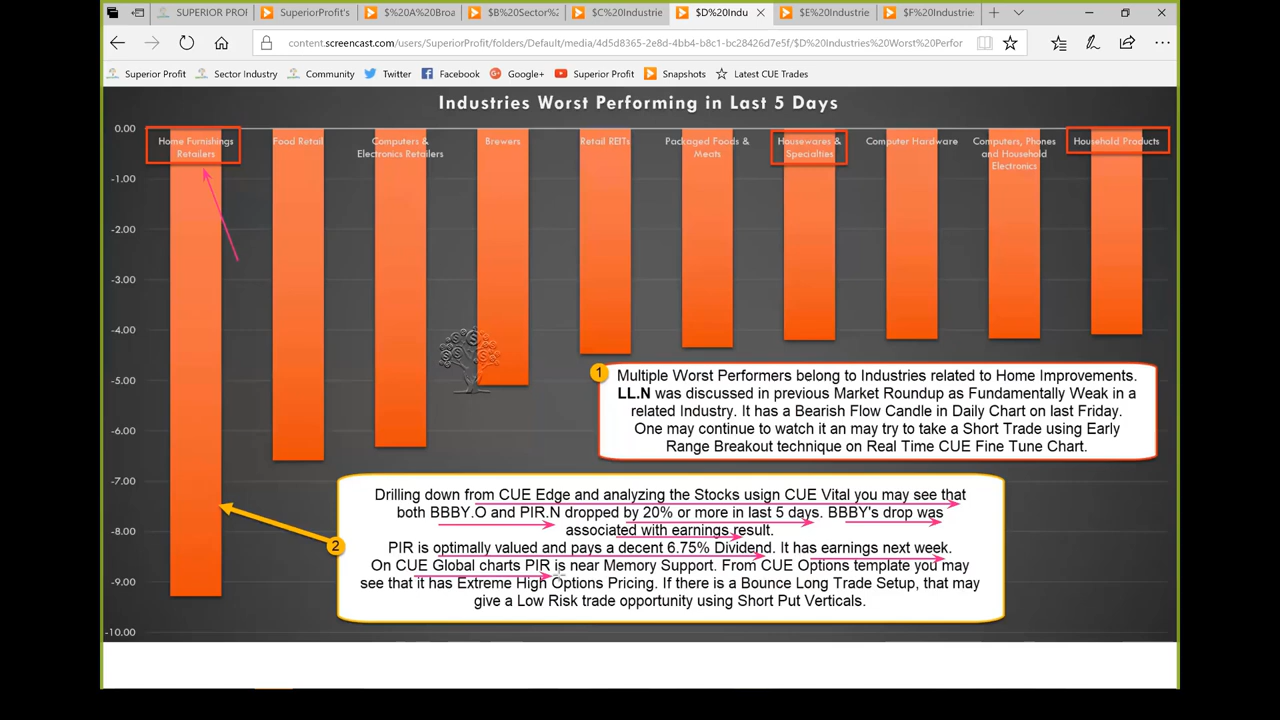 SUPERIOR PROF
SuperiorProfit's
$%20A%20Broa
$B%20Sector%2
$C%20Industrie
$D%20Indu
$E%20Industrie
$F%20Industries
content.screencast.com/users/SuperiorProfit/folders/Default/media/4d5d8365-2e8d-4bb4-b8c1-bc28426d7e5f/$D%20Industries%20Worst%20Perfor
Superior Profit
Sector Industry
Community
Twitter
Facebook
Google+
Superior Profit
Snapshots
Latest CUE Trades
Industries Worst Performing in Last 5 Days
0.00
-1.00
-2.00
-3.00
-4.00
-5.00
-6.00
-7.00
-8.00
-9.00
-10.00
Home Furnishings
Retailers
Food Retail
Computers &
Electronics Retailers
Brewers
Retail REITs
Packaged Foods &
Meats
Housewares &
Specialties
Computer Hardware
Computers, Phones
and Household
Electronics
Household Products
1
Multiple Worst Performers belong to Industries related to Home Improvements.
LL.N was discussed in previous Market Roundup as Fundamentally Weak in a
related Industry. It has a Bearish Flow Candle in Daily Chart on last Friday.
One may continue to watch it an may try to take a Short Trade using Early
Range Breakout technique on Real Time CUE Fine Tune Chart.
2
Drilling down from CUE Edge and analyzing the Stocks usign CUE Vital you may see that
both BBBY.O and PIR.N dropped by 20% or more in last 5 days. BBBY's drop was
associated with earnings result.
PIR is optimally valued and pays a decent 6.75% Dividend. It has earnings next week.
On CUE Global charts PIR is near Memory Support. From CUE Options template you may
see that it has Extreme High Options Pricing. If there is a Bounce Long Trade Setup, that may
give a Low Risk trade opportunity using Short Put Verticals.